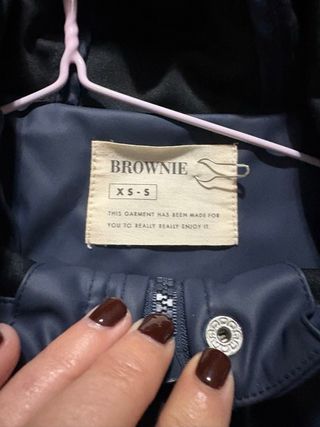 BROWNIE
XS-S
THIS GARMENT HAS BEEN MADE FOR
YOU TO REALLY REALLY ENJOY IT.